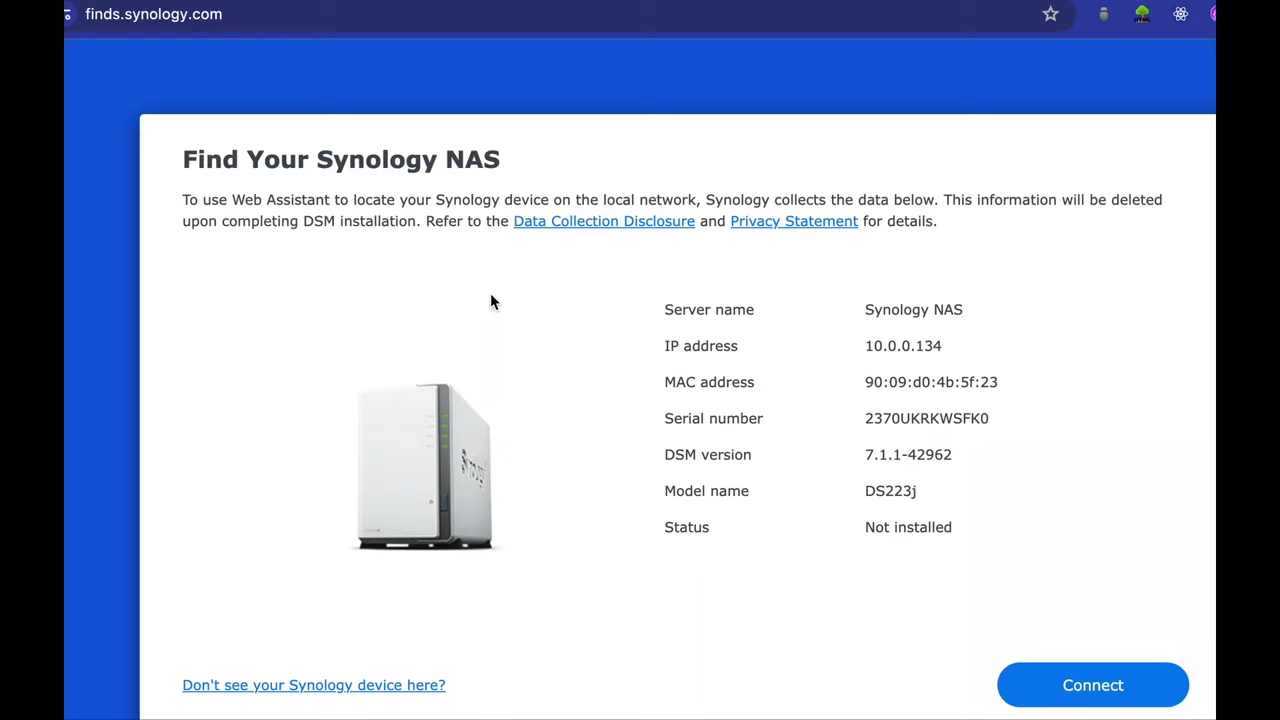 finds.synology.com
Find Your Synology NAS
To use Web Assistant to locate your Synology device on the local network, Synology collects the data below. This information will be deleted
upon completing DSM installation. Refer to the Data Collection Disclosure and Privacy Statement for details.
Server name Synology NAS
IP address 10.0.0.134
MAC address 90:09:d0:4b:5f:23
Serial number 2370UKRKWSFK0
DSM version 7.1.1-42962
Model name DS223j
Status Not installed
Don't see your Synology device here?
Connect